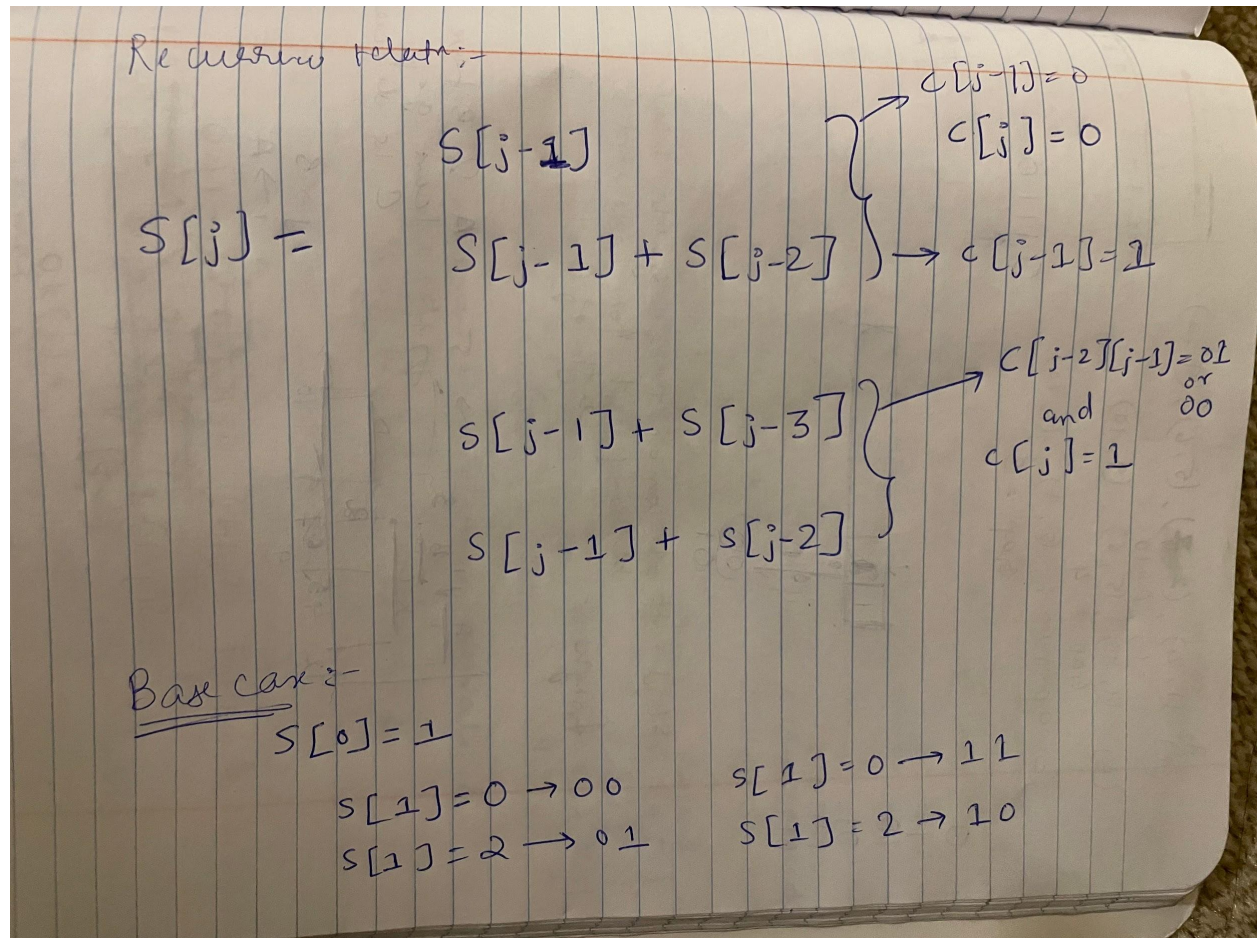 Recurrence relatn:-
S[j-1]
c[j-1]=0
c[j]=0
S[j] =
S[j-1] + S[j-2]
c[j-1]=1
S[j-1] + S[j-3]
C[j-2][j-1]=01
or
00
and
c[j]=1
S[j-1] + S[j-2]
Base case:-
S[0]=1
S[1]=0→00
S[1]=0→11
S[1]=2→01
S[1]=2→10